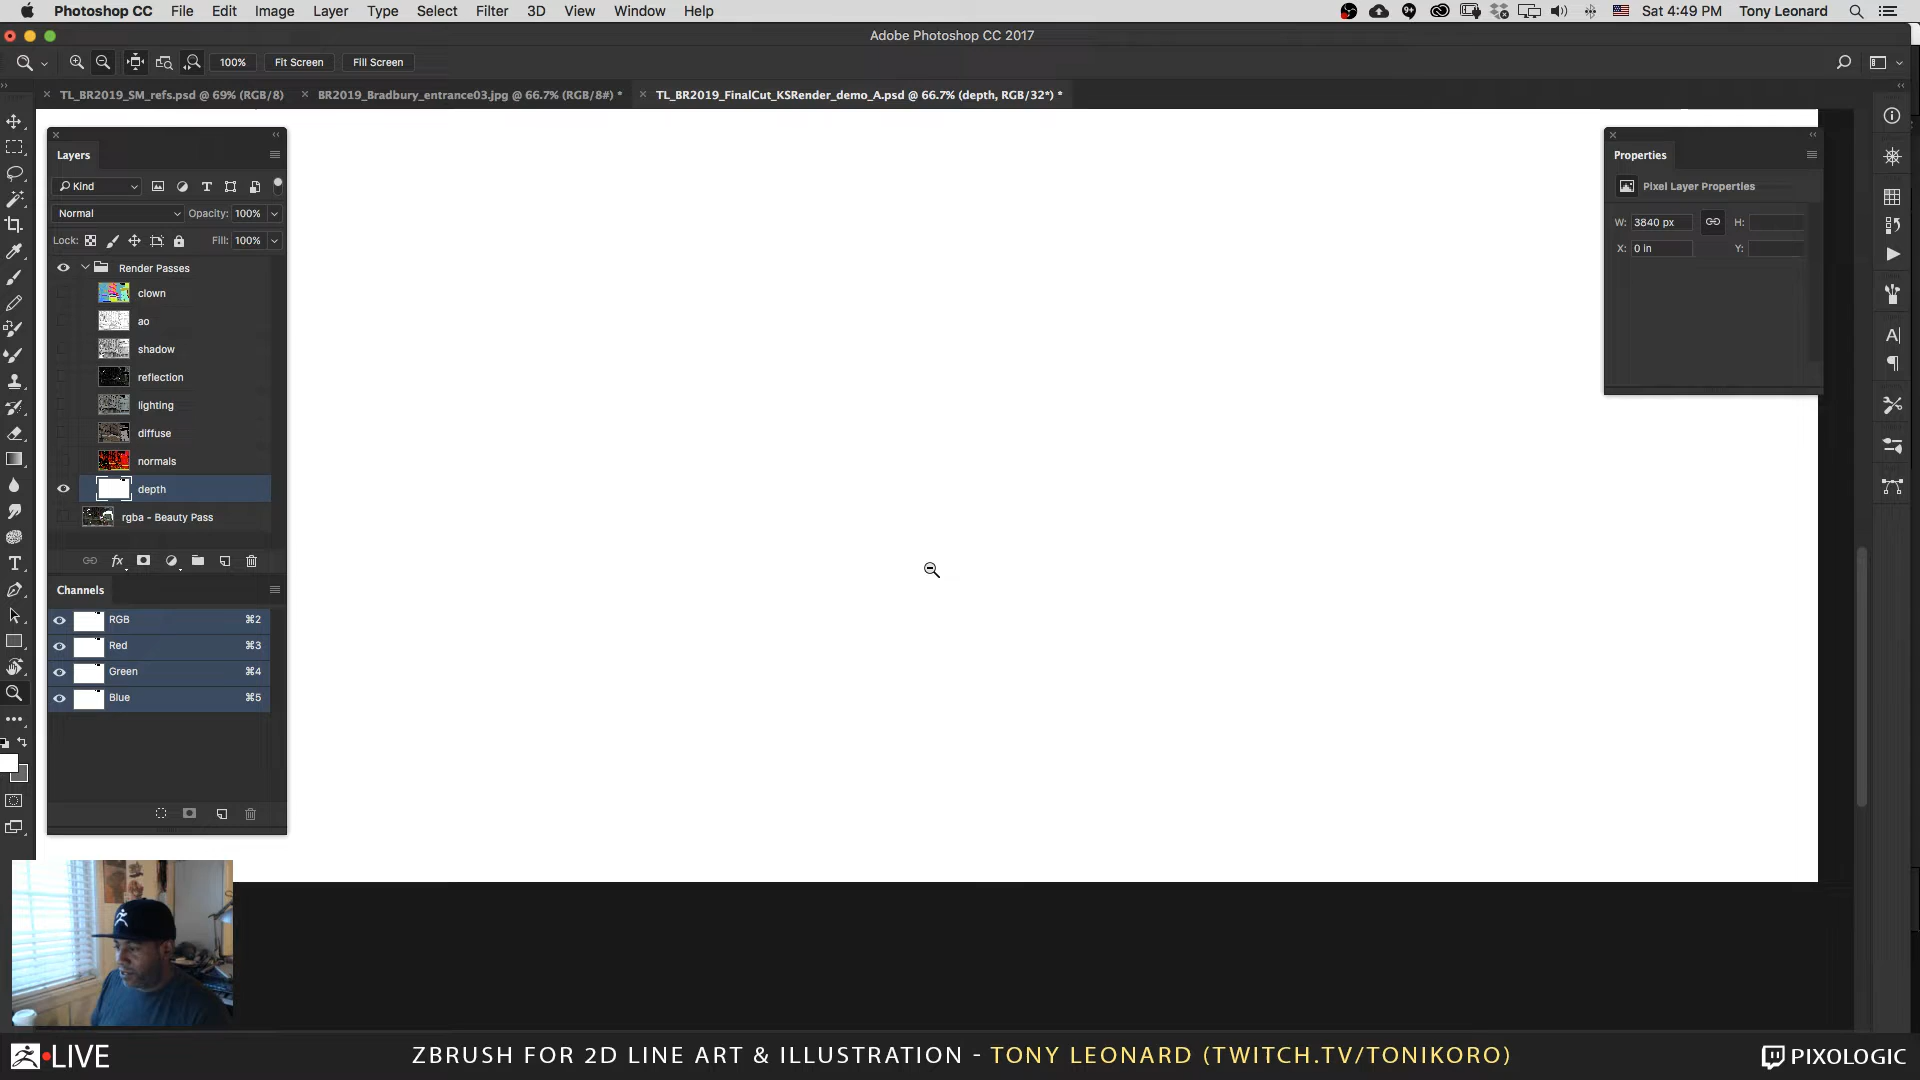 Photoshop CC File Edit Image Layer Type Select Filter 3D View Window Help Sat 4:49 PM Tony Leonard
Adobe Photoshop CC 2017
100% Fit Screen Fill Screen
TL_BR2019_SM_refs.psd @ 69% (RGB/8) BR2019_Bradbury_entrance03.jpg @ 66.7% (RGB/8#) * TL_BR2019_FinalCut_KSRender_demo_A.psd @ 66.7% (depth, RGB/32*) *
Layers
Kind
Normal Opacity: 100%
Lock: Fill: 100%
Render Passes
clown
ao
shadow
reflection
lighting
diffuse
normals
depth
rgba - Beauty Pass
fx
Channels
RGB ⌘2
Red ⌘3
Green ⌘4
Blue ⌘5
Properties
Pixel Layer Properties
W: 3840 px H:
X: 0 in Y:
LIVE
ZBRUSH FOR 2D LINE ART & ILLUSTRATION - TONY LEONARD (TWITCH.TV/TONIKORO)
PIXOLOGIC